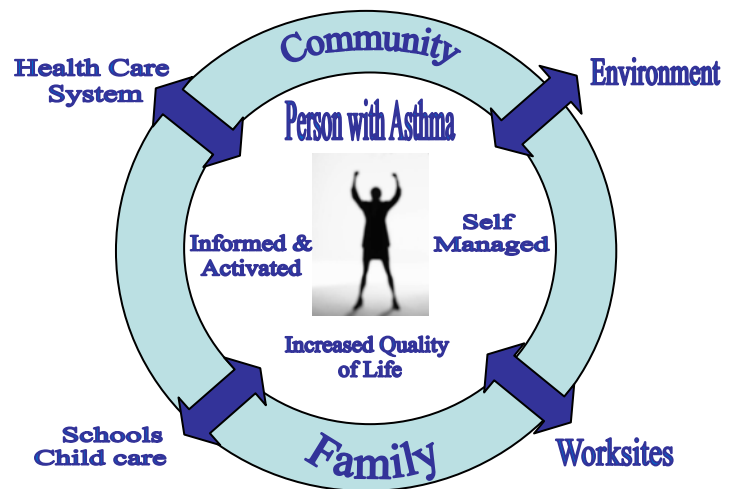 Community
Health Care
System
Environment
Person with Asthma
Informed &
Activated
Self
Managed
Increased Quality
of Life
Schools
Child care
Family
Worksites